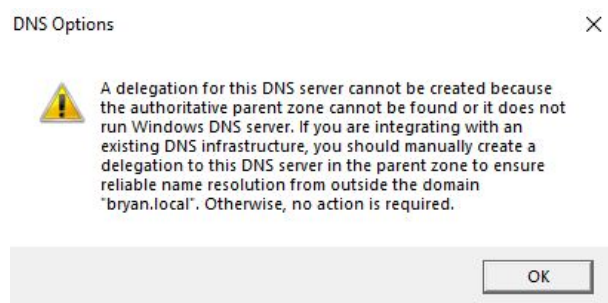 DNS Options
A delegation for this DNS server cannot be created because
the authoritative parent zone cannot be found or it does not
run Windows DNS server. If you are integrating with an
existing DNS infrastructure, you should manually create a
delegation to this DNS server in the parent zone to ensure
reliable name resolution from outside the domain
"bryan.local". Otherwise, no action is required.
OK